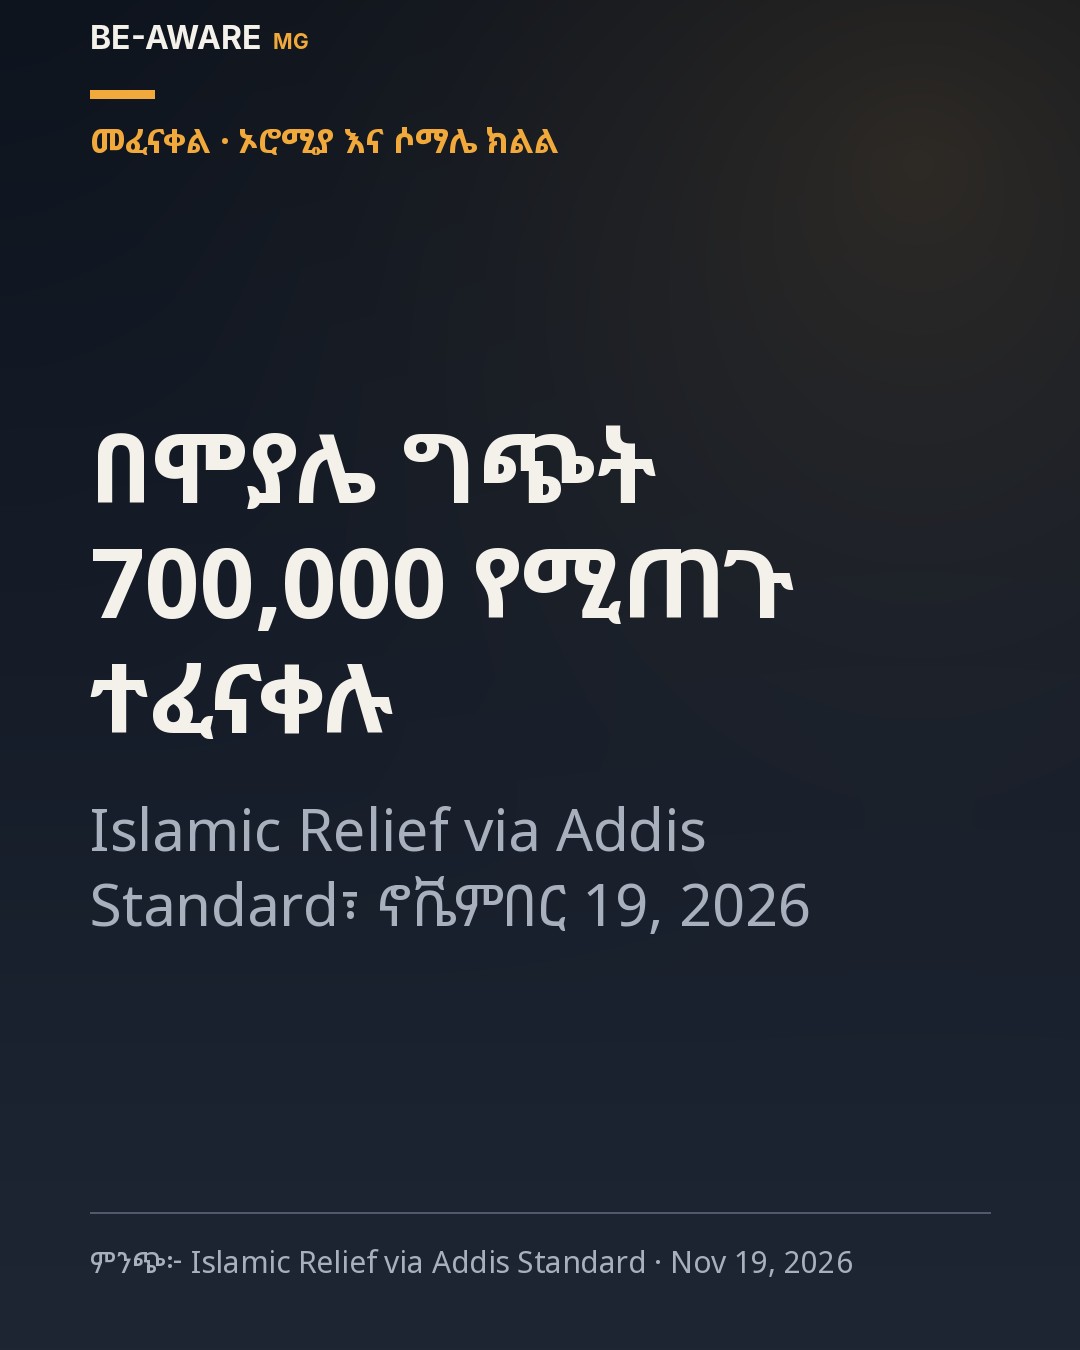 BE-AWARE MG
መፈናቀል · ኦሮሚያ እና ሶማሌ ክልል
በሞያሌ ግጭት
700,000 የሚጠጉ
ተፈናቀሉ
Islamic Relief via Addis
Standard፣ ኖቬምበር 19, 2026
ምንጭ፦ Islamic Relief via Addis Standard · Nov 19, 2026